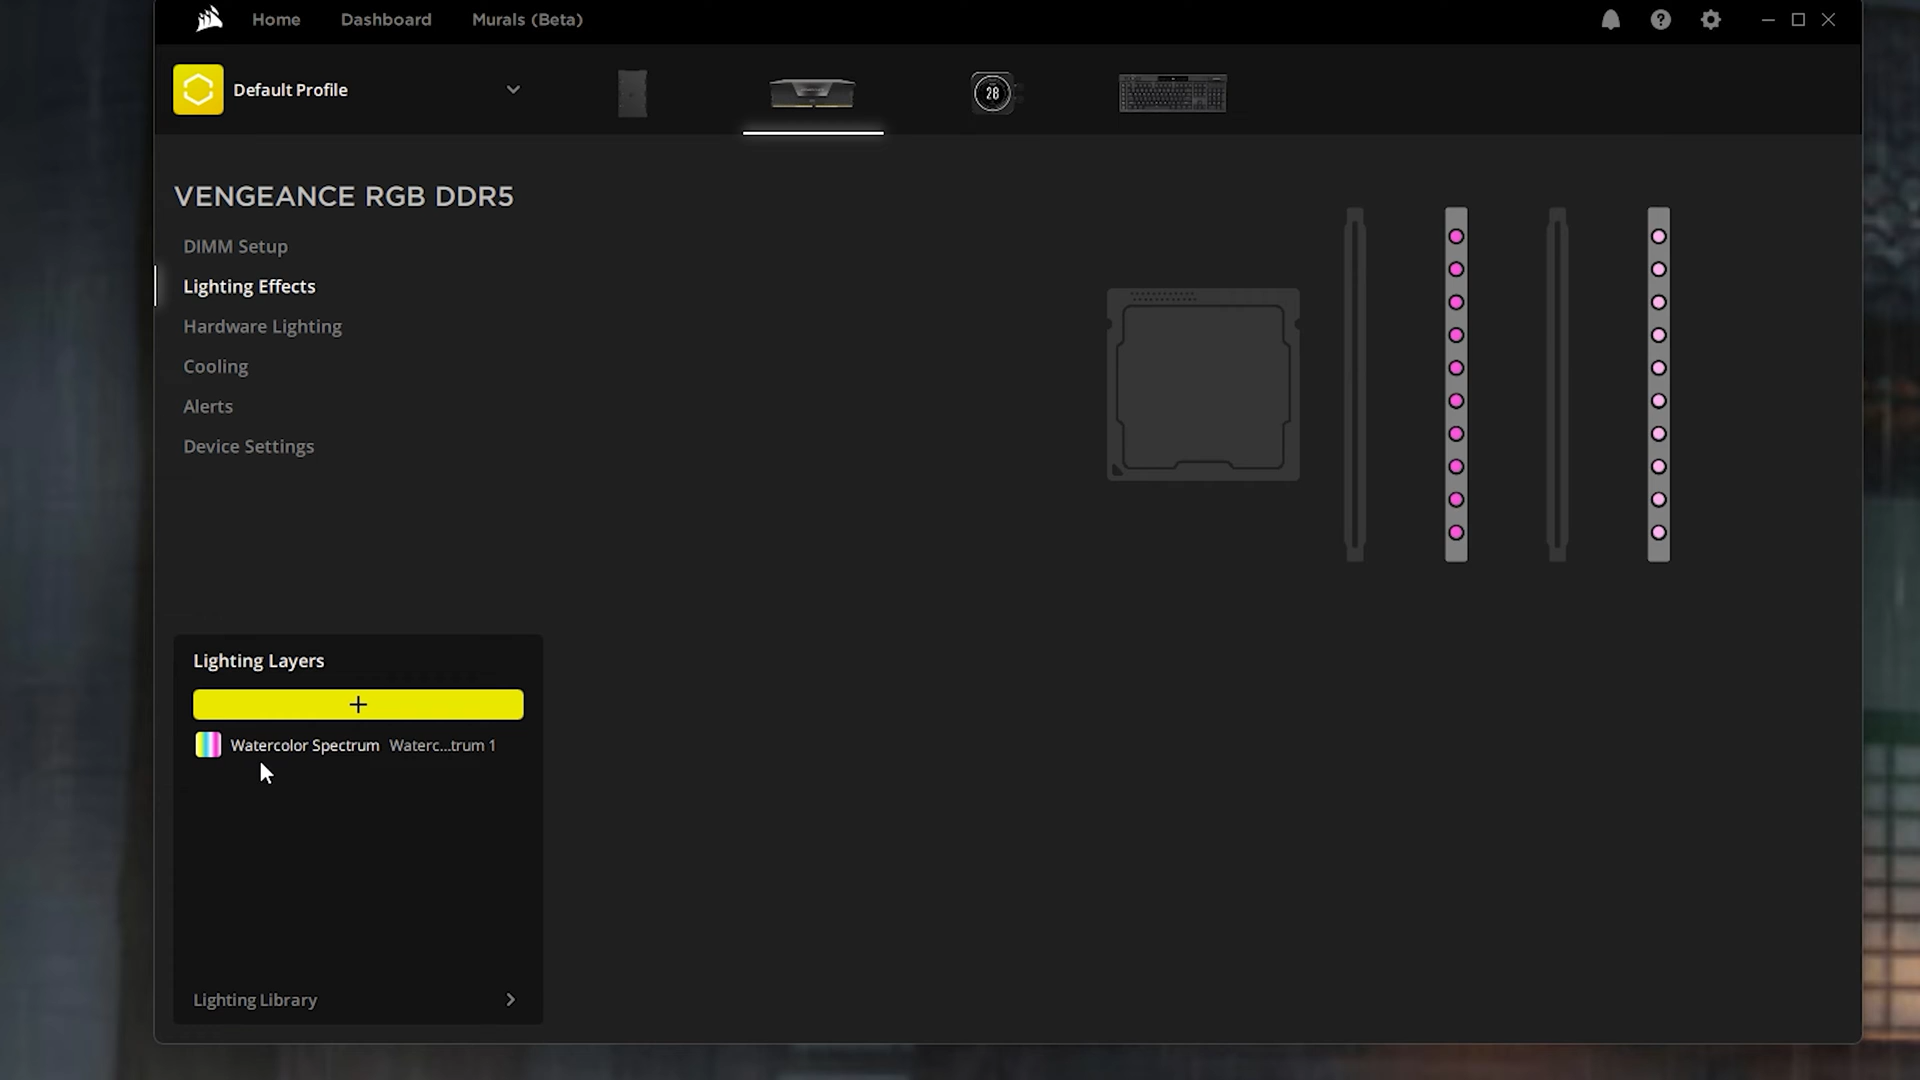 Home Dashboard Murals (Beta)
Default Profile
28
VENGEANCE RGB DDR5
DIMM Setup
Lighting Effects
Hardware Lighting
Cooling
Alerts
Device Settings
Lighting Layers
+
Watercolor Spectrum Waterc...trum 1
Lighting Library